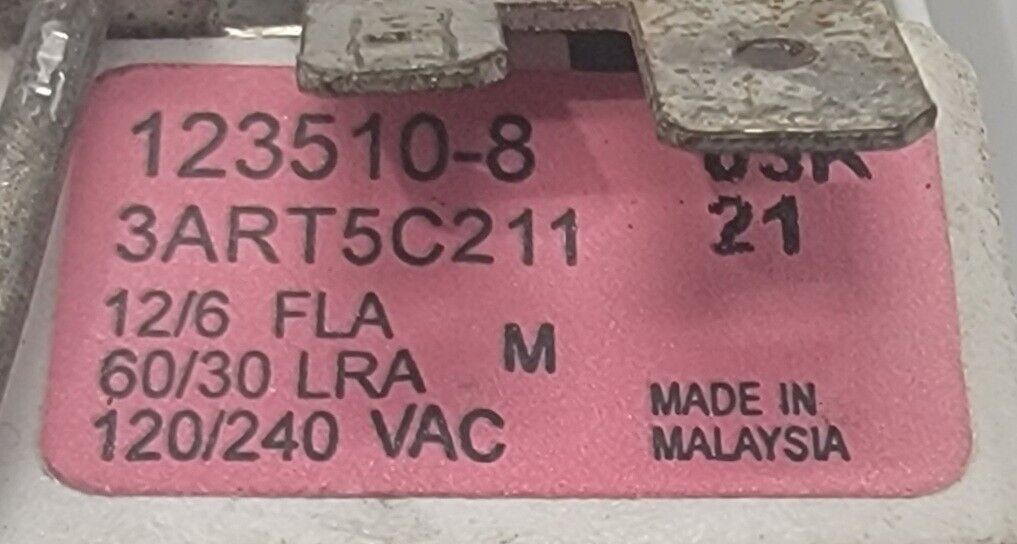 123510-8
3ART5C211
21
12/6 FLA
60/30 LRA
M
120/240 VAC
MADE IN
MALAYSIA